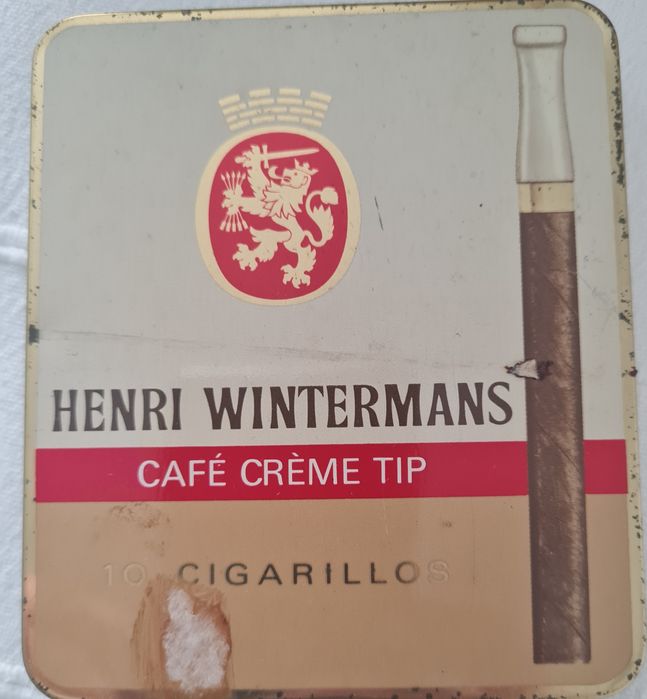 HENRI WINTERMANS
CAFÉ CRÈME TIP
10 CIGARILLOS